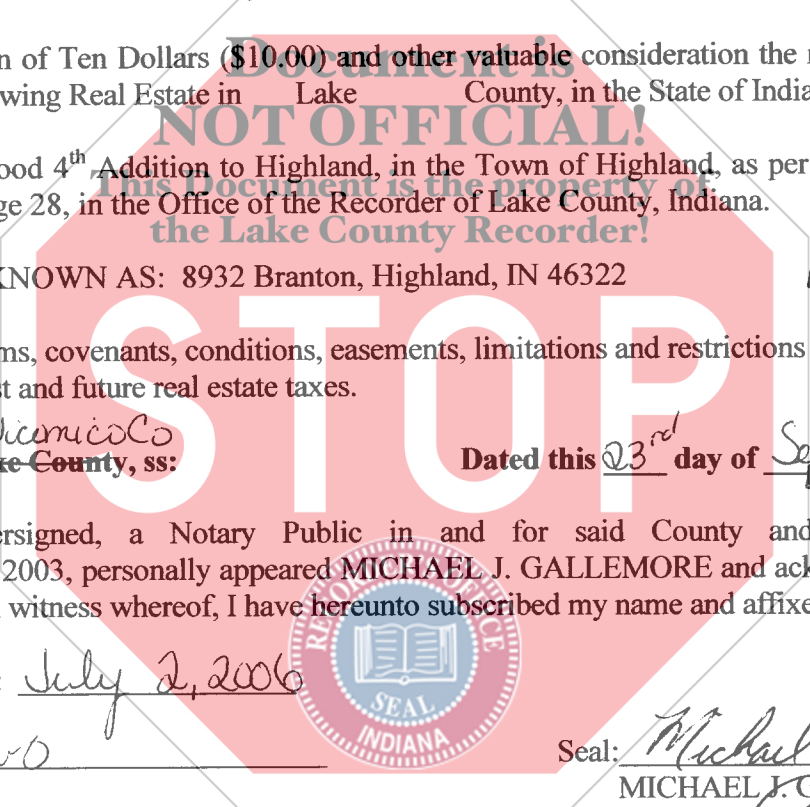 n of Ten Dollars ($10.00) and other valuable consideration the
Document is
wing Real Estate in Lake County, in the State of India
NOT OFFICIAL!
ood 4th Addition to Highland, in the Town of Highland, as per
This Document is the property of
ge 28, in the Office of the Recorder of Lake County, Indiana.
the Lake County Recorder!
KNOWN AS: 8932 Branton, Highland, IN 46322
STOP
ms, covenants, conditions, easements, limitations and restrictions
st and future real estate taxes.
WicomicoCo
ke County, ss: Dated this 23rd day of Se
ersigned, a Notary Public in and for said County and
2003, personally appeared MICHAEL J. GALLEMORE and ack
witness whereof, I have hereunto subscribed my name and affixe
RECORDER'S OFFICE
: July 2, 2006
SEAL
INDIANA
Seal: Michael
MICHAEL J. G